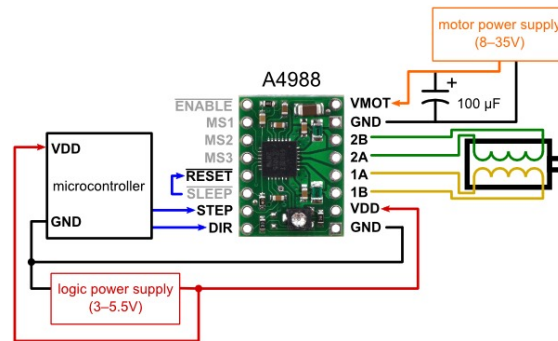 motor power supply
(8–35V)
A4988
ENABLE
VMOT
+
100 µF
MS1
GND
MS2
2B
MS3
2A
VDD
RESET
1A
microcontroller
SLEEP
1B
GND
STEP
VDD
DIR
GND
logic power supply
(3–5.5V)